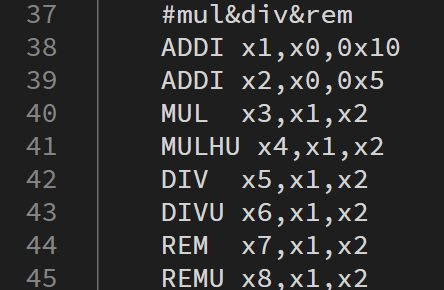 37 #mul&div&rem
38 ADDI x1,x0,0x10
39 ADDI x2,x0,0x5
40 MUL  x3,x1,x2
41 MULHU x4,x1,x2
42 DIV  x5,x1,x2
43 DIVU x6,x1,x2
44 REM  x7,x1,x2
45 REMU x8,x1,x2